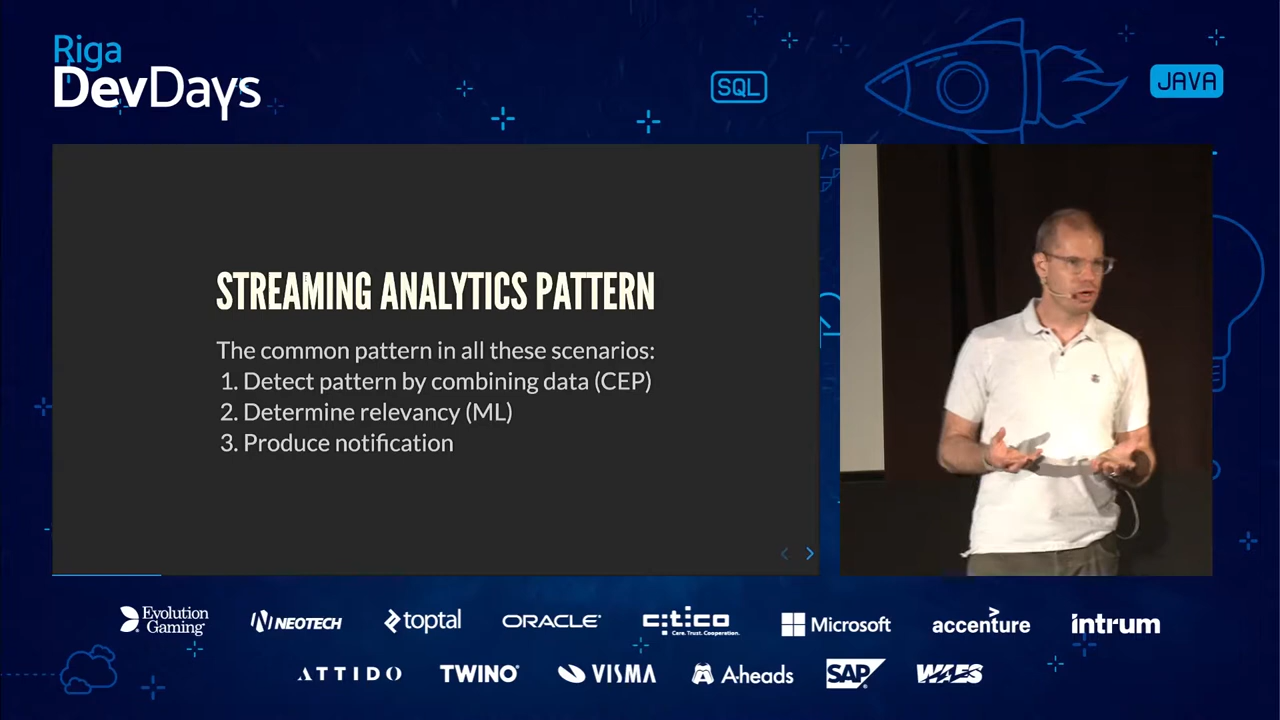 Riga
DevDays
SQL
JAVA
</>
STREAMING ANALYTICS PATTERN
The common pattern in all these scenarios:
1. Detect pattern by combining data (CEP)
2. Determine relevancy (ML)
3. Produce notification
Evolution Gaming
NEOTECH
toptal
ORACLE
citco
Care. Trust. Cooperation.
Microsoft
accenture
intrum
ATTIDO
TWINO
VISMA
A-heads
SAP
WAES